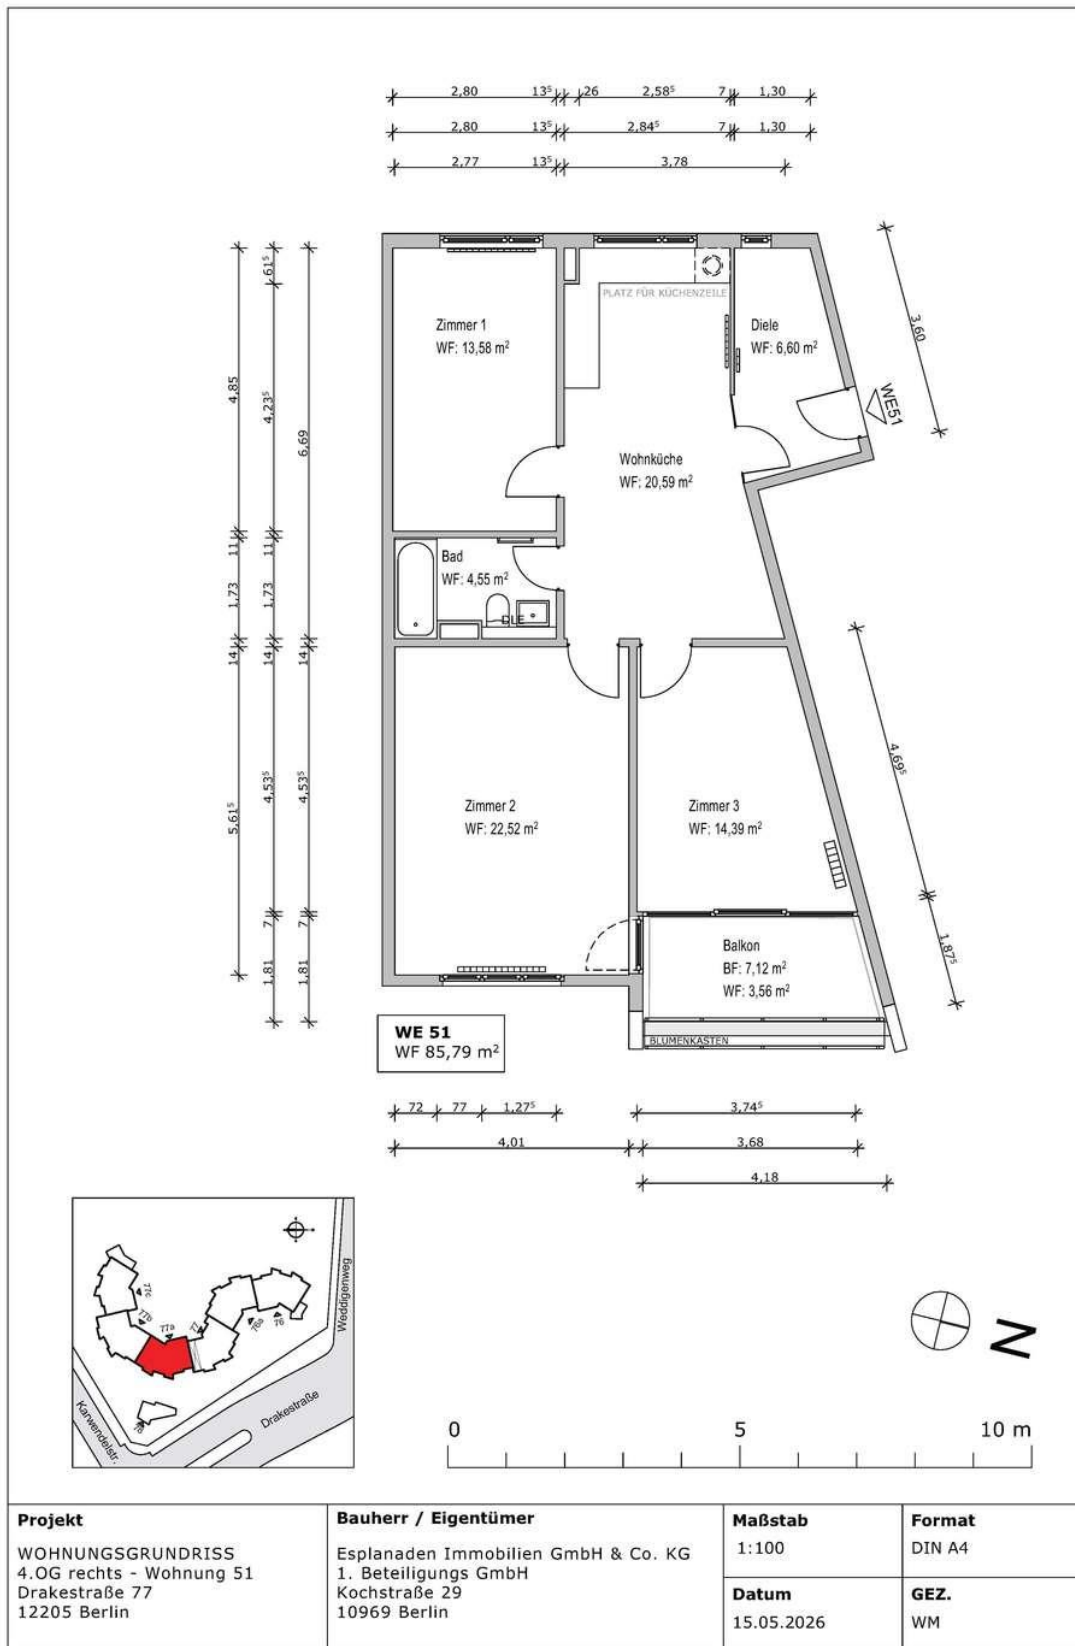 2,80 13⁵ 26 2,58⁵ 7 1,30
2,80 13⁵ 2,84⁵ 7 1,30
2,77 13⁵ 3,78
61⁵
4,85
4,23⁵
6,69
3,60
PLATZ FÜR KÜCHENZEILE
Zimmer 1
WF: 13,58 m²
Diele
WF: 6,60 m²
WE51
Wohnküche
WF: 20,59 m²
11 11
1,73 1,73
14 14 14
Bad
WF: 4,55 m²
DLE
5,61⁵
4,53⁵
4,53⁵
4,69⁵
Zimmer 2
WF: 22,52 m²
Zimmer 3
WF: 14,39 m²
7 7
1,81 1,81
1,87⁵
Balkon
BF: 7,12 m²
WF: 3,56 m²
BLUMENKASTEN
WE 51
WF 85,79 m²
72 77 1,27⁵ 3,74⁵
4,01 3,68
4,18
77c
77b
77a
77
76a
76
78
Weddigenweg
Drakestraße
Karwendelstr.
N
0 5 10 m
Projekt
WOHNUNGSGRUNDRISS
4.OG rechts - Wohnung 51
Drakestraße 77
12205 Berlin
Bauherr / Eigentümer
Esplanaden Immobilien GmbH & Co. KG
1. Beteiligungs GmbH
Kochstraße 29
10969 Berlin
Maßstab
1:100
Format
DIN A4
Datum
15.05.2026
GEZ.
WM